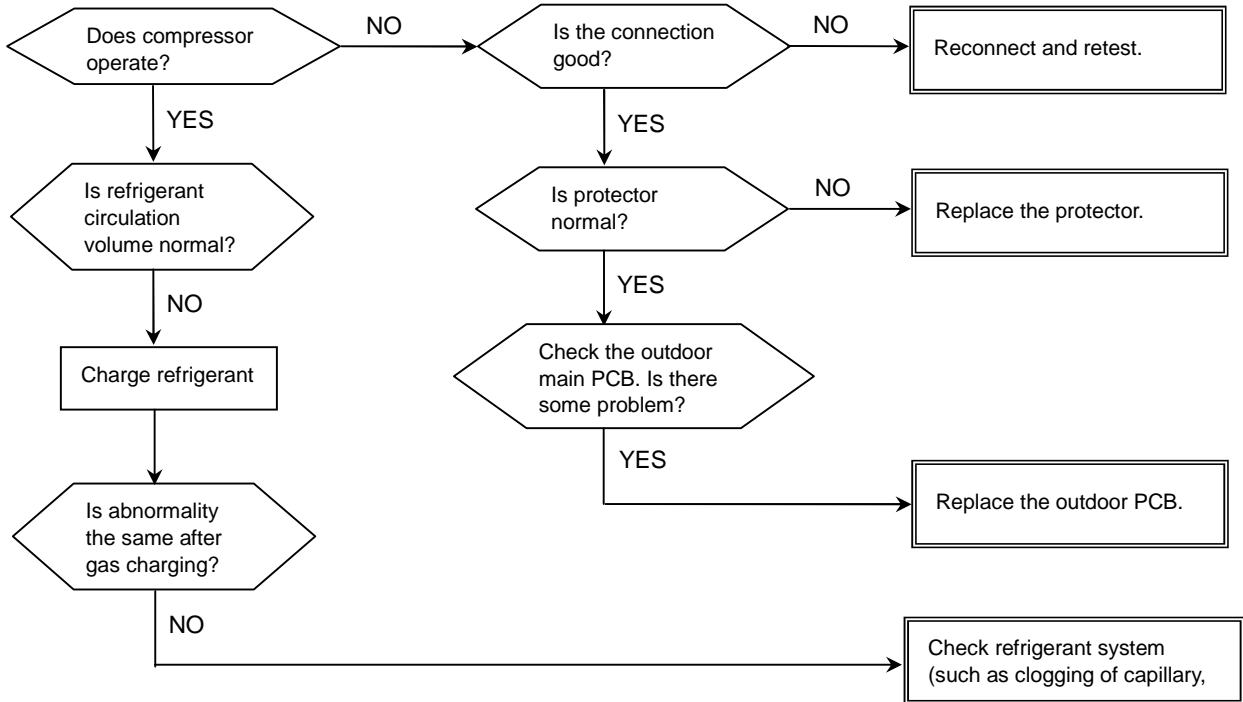 Does compressor
operate?
NO
Is the connection
good?
NO
Reconnect and retest.
YES
YES
Is refrigerant
circulation
volume normal?
Is protector
normal?
NO
Replace the protector.
NO
YES
Charge refrigerant
Check the outdoor
main PCB. Is there
some problem?
YES
Replace the outdoor PCB.
Is abnormality
the same after
gas charging?
NO
Check refrigerant system
(such as clogging of capillary,